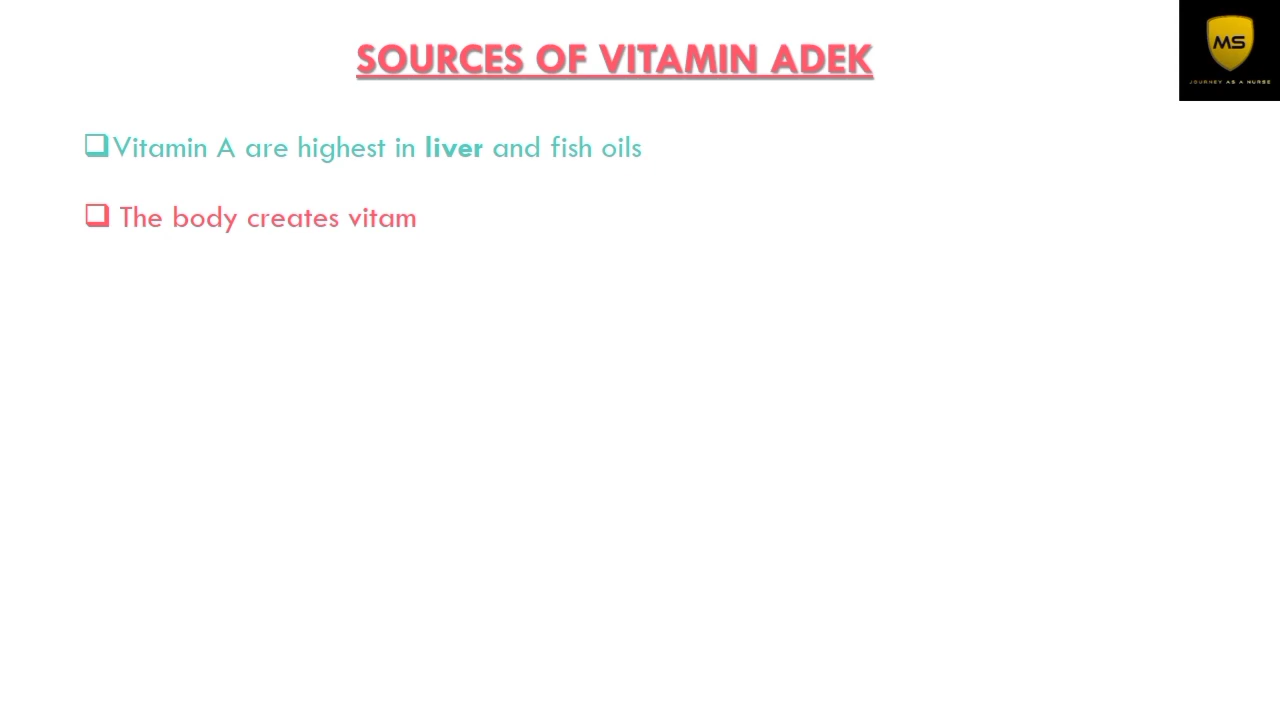 SOURCES OF VITAMIN ADEK
MS
JOURNEY AS A NURSE
Vitamin A are highest in liver and fish oils
The body creates vitam